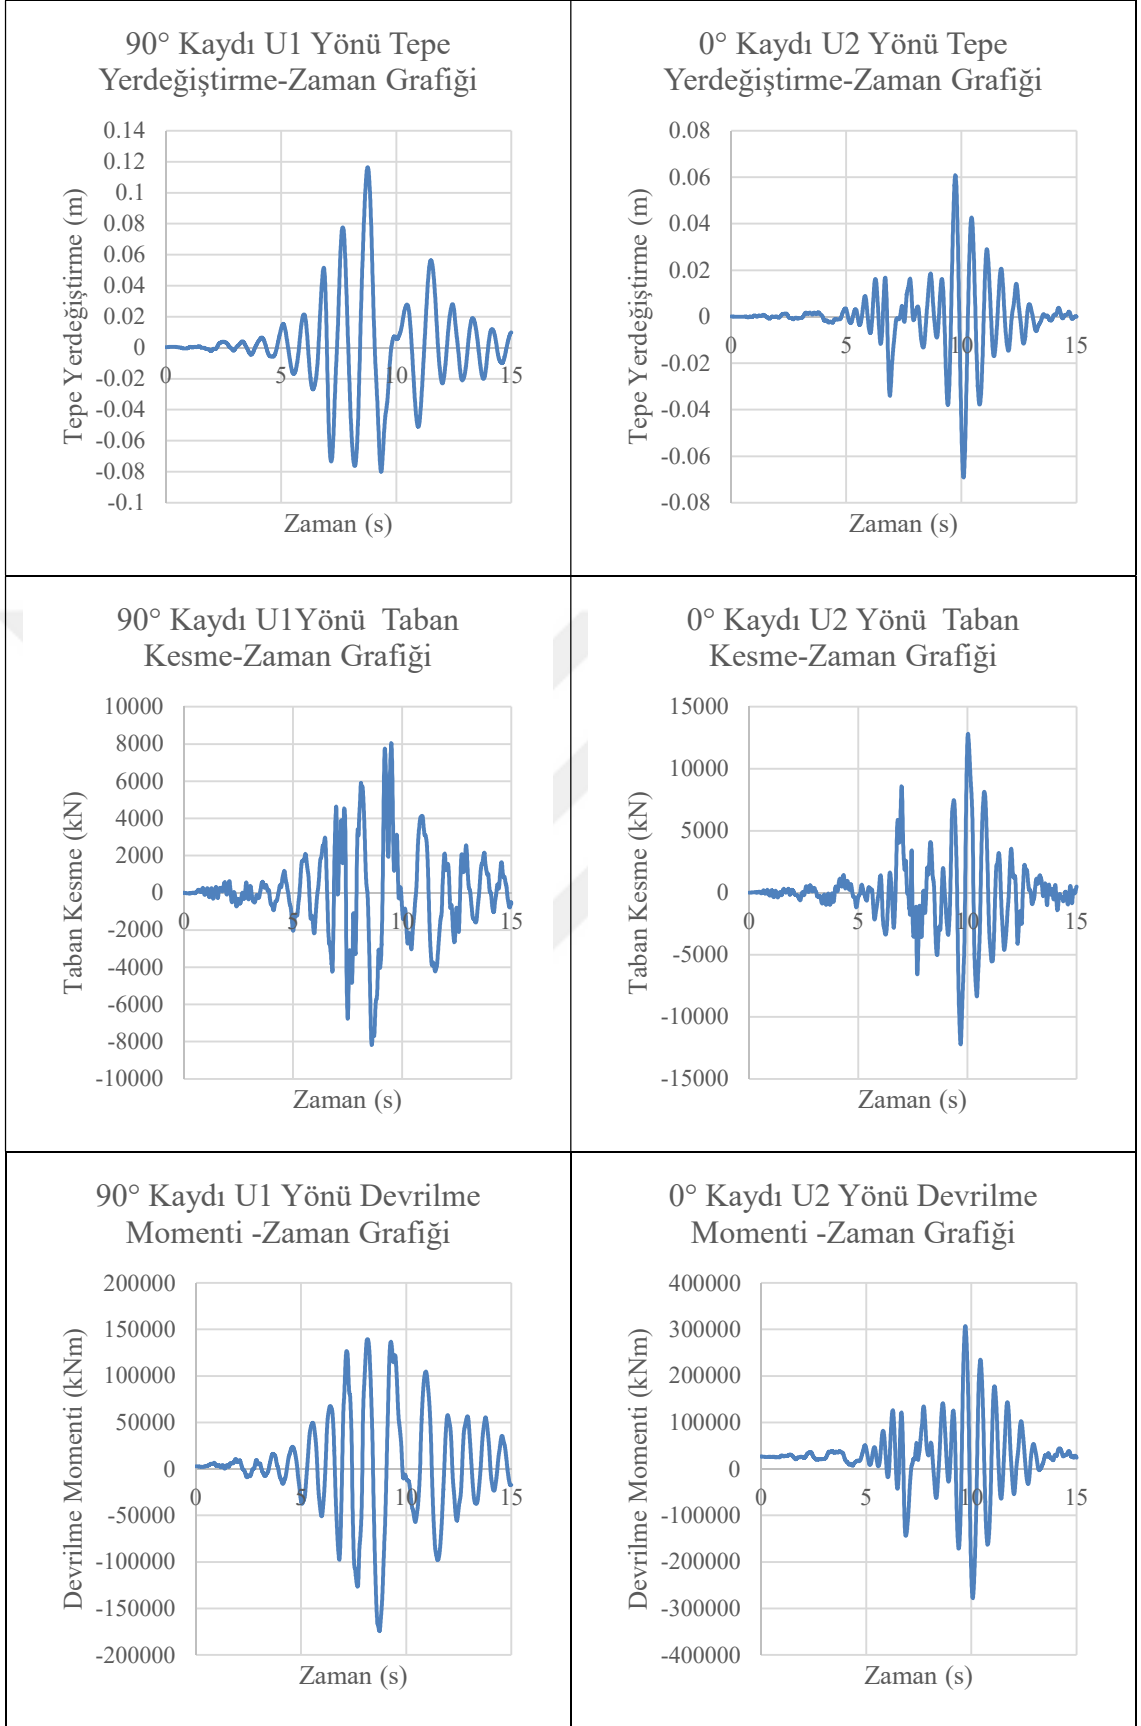 90° Kaydı U1 Yönü Tepe
Yerdeğiştirme-Zaman Grafiği
0.14
0.12
0.1
0.08
0.06
0.04
0.02
0
-0.02
-0.04
-0.06
-0.08
-0.1
0 5 10 15
Tepe Yerdeğiştirme (m)
Zaman (s)
0° Kaydı U2 Yönü Tepe
Yerdeğiştirme-Zaman Grafiği
0.08
0.06
0.04
0.02
0
-0.02
-0.04
-0.06
-0.08
0 5 10 15
Tepe Yerdeğiştirme (m)
Zaman (s)
90° Kaydı U1Yönü Taban
Kesme-Zaman Grafiği
10000
8000
6000
4000
2000
0
-2000
-4000
-6000
-8000
-10000
0 5 10 15
Taban Kesme (kN)
Zaman (s)
0° Kaydı U2 Yönü Taban
Kesme-Zaman Grafiği
15000
10000
5000
0
-5000
-10000
-15000
0 5 10 15
Taban Kesme (kN)
Zaman (s)
90° Kaydı U1 Yönü Devrilme
Momenti -Zaman Grafiği
200000
150000
100000
50000
0
-50000
-100000
-150000
-200000
0 5 10 15
Devrilme Momenti (kNm)
Zaman (s)
0° Kaydı U2 Yönü Devrilme
Momenti -Zaman Grafiği
400000
300000
200000
100000
0
-100000
-200000
-300000
-400000
0 5 10 15
Devrilme Momenti (kNm)
Zaman (s)